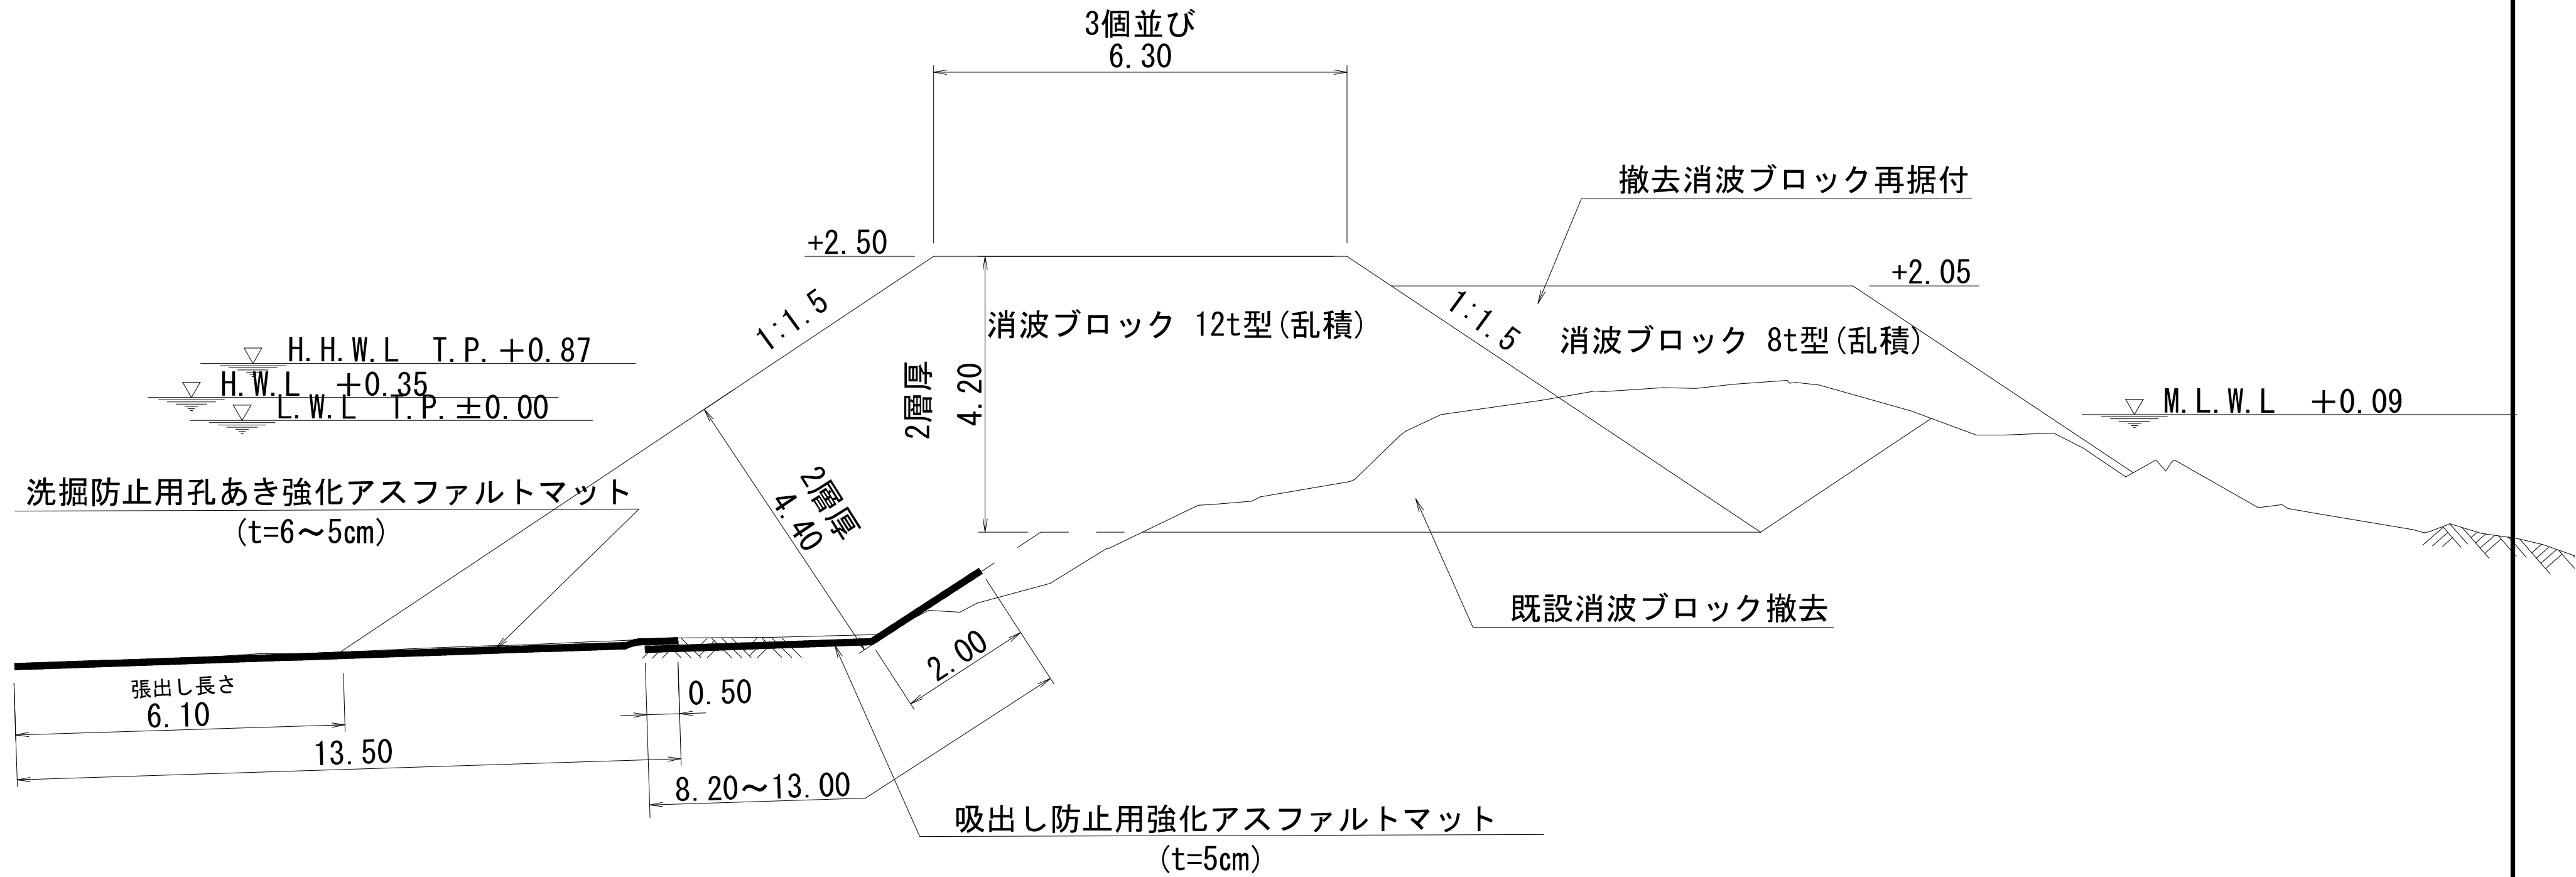 3個並び
6.30
撤去消波ブロック再据付
+2.50
+2.05
1:1.5
消波ブロック 12t型(乱積)
1:1.5
消波ブロック 8t型(乱積)
H.H.W.L T.P.+0.87
H.W.L +0.35
L.W.L T.P.±0.00
2層厚
4.20
M.L.W.L +0.09
洗掘防止用孔あき強化アスファルトマット
(t=6～5cm)
2層厚
4.40
既設消波ブロック撤去
2.00
張出し長さ
6.10
0.50
13.50
8.20～13.00
吸出し防止用強化アスファルトマット
(t=5cm)